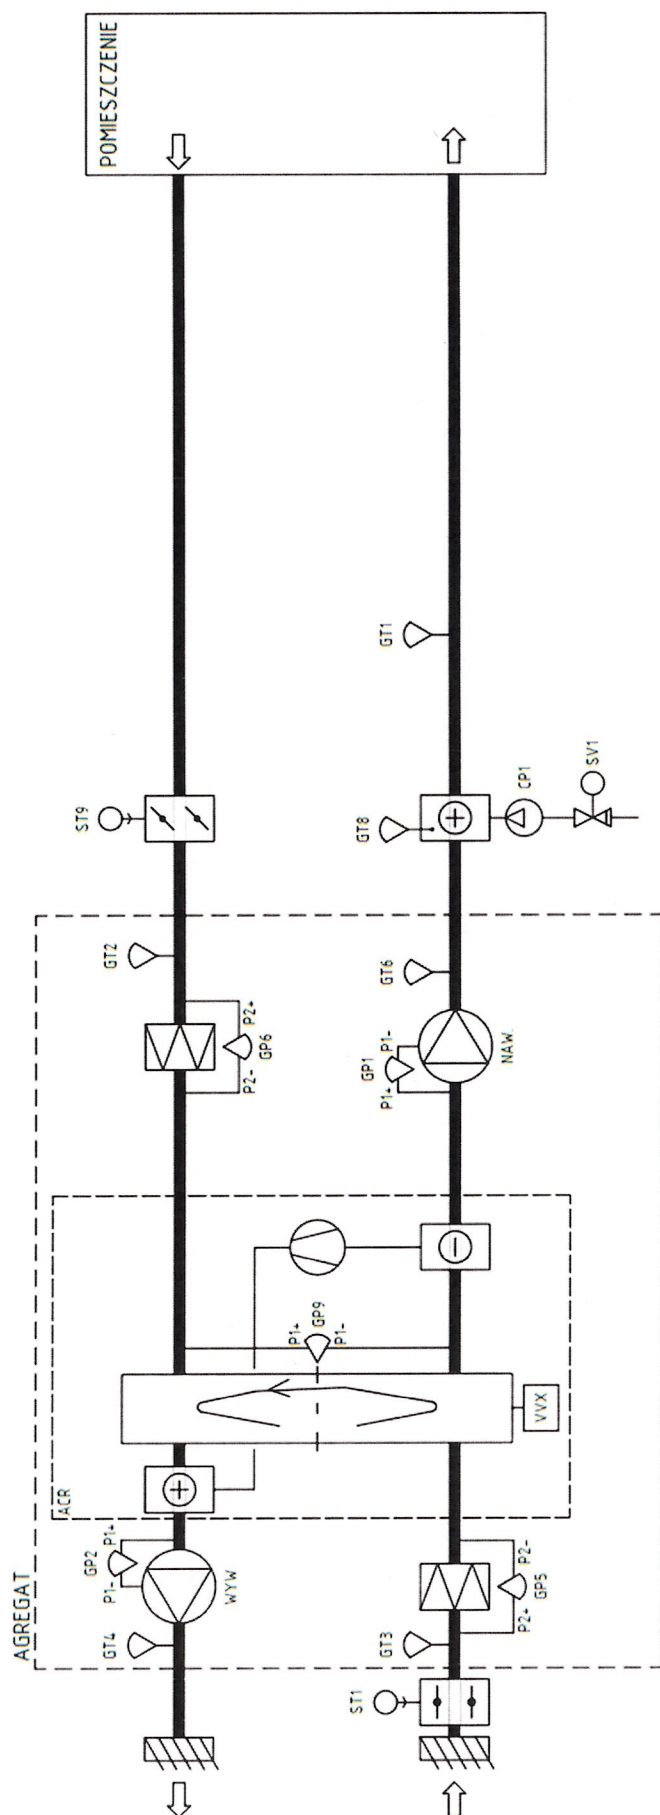 POMIESZCZENIE
ST9
GT1
GT8
CP1
SV1
AGREGAT
GT2
GT6
P2-
P2+
GP6
P1+
P1-
GP1
NAW.
ACR
P1+
GP9
P1-
VVX
GP2
P1-
P1+
WYW
GT4
GT3
P2+
P2-
GP5
ST1